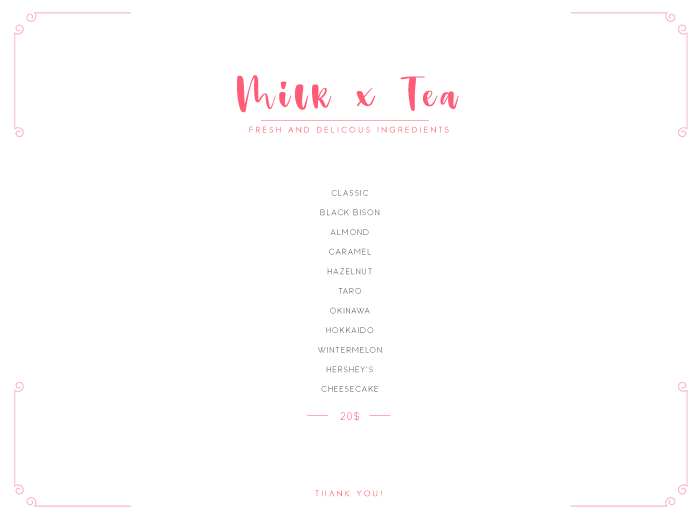 Milk x Tea
FRESH AND DELICOUS INGREDIENTS
CLASSIC
BLACK BISON
ALMOND
CARAMEL
HAZELNUT
TARO
OKINAWA
HOKKAIDO
WINTERMELON
HERSHEY'S
CHEESECAKE
20$
THANK YOU!